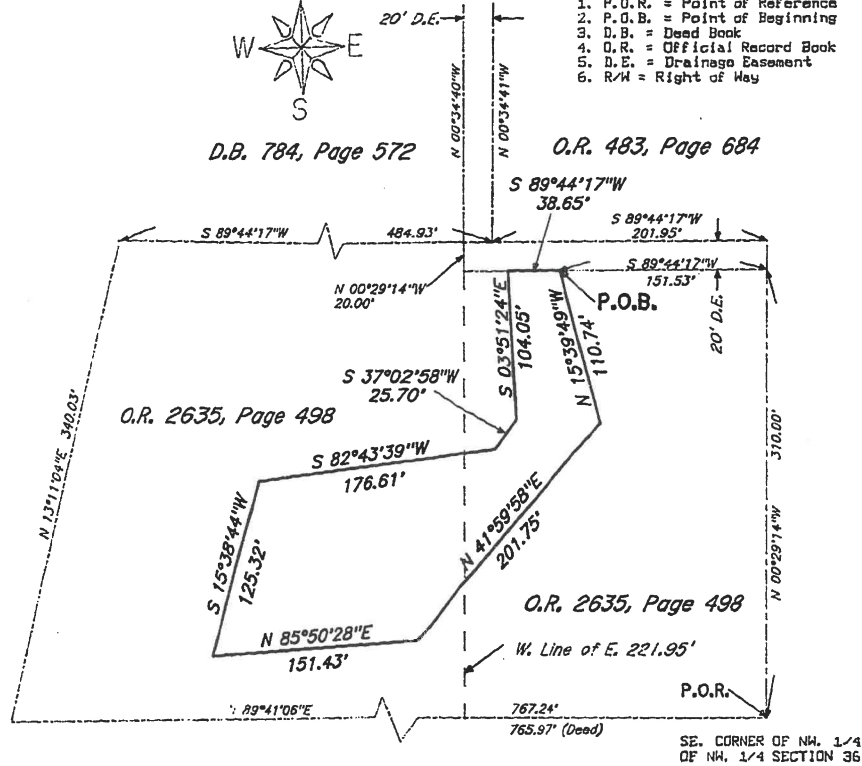 1. P.O.R. = Point of Reference
2. P.O.B. = Point of Beginning
3. D.B. = Deed Book
4. O.R. = Official Record Book
5. D.E. = Drainage Easement
6. R/W = Right of Way
20' D.E.
W
E
S
N 00°34'40"W
N 00°34'41"W
D.B. 784, Page 572
O.R. 483, Page 684
S 89°44'17"W
38.65'
S 89°44'17"W
484.93'
S 89°44'17"W
201.95'
S 89°44'17"W
151.53'
N 00°29'14"W
20.00'
P.O.B.
20' D.E.
S 03°51'24"E
104.05'
N 15°39'49"W
110.74'
S 37°02'58"W
25.70'
O.R. 2635, Page 498
N 13°11'04"E 340.03'
S 82°43'39"W
176.61'
310.00'
N 00°29'14"W
S 15°38'44"W
125.32'
N 41°59'58"E
201.75'
O.R. 2635, Page 498
N 85°50'28"E
151.43'
W. Line of E. 221.95'
P.O.R.
89°41'06"E
767.24'
765.97' (Deed)
SE. CORNER OF NW. 1/4
OF NW. 1/4 SECTION 36